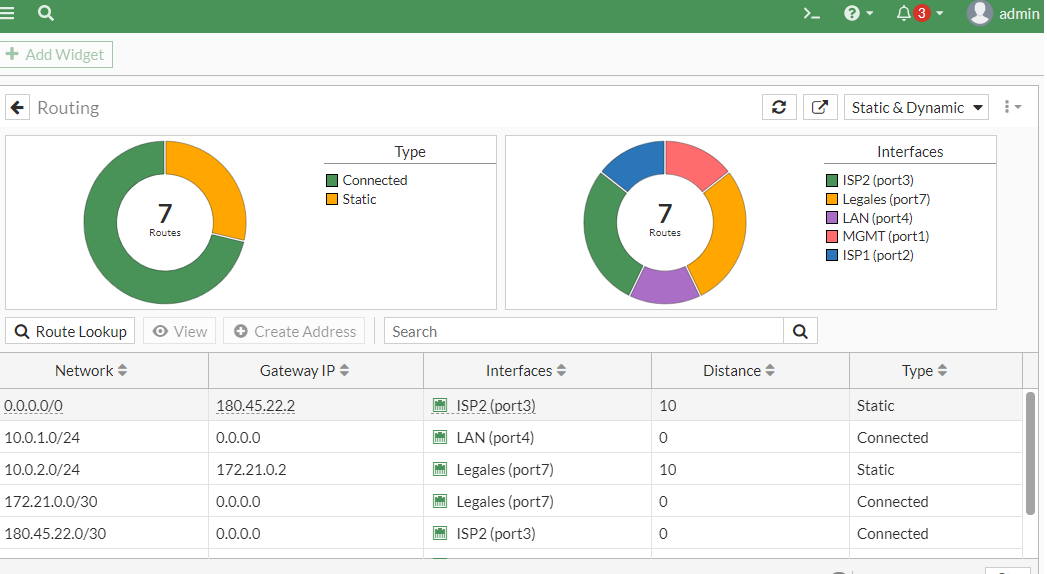 3 admin
Add Widget
Routing Static & Dynamic
Type
Connected
Static
7
Routes
Interfaces
ISP2 (port3)
Legales (port7)
LAN (port4)
MGMT (port1)
ISP1 (port2)
7
Routes
Route Lookup View Create Address Search
Network Gateway IP Interfaces Distance Type
0.0.0.0/0 180.45.22.2 ISP2 (port3) 10 Static
10.0.1.0/24 0.0.0.0 LAN (port4) 0 Connected
10.0.2.0/24 172.21.0.2 Legales (port7) 10 Static
172.21.0.0/30 0.0.0.0 Legales (port7) 0 Connected
180.45.22.0/30 0.0.0.0 ISP2 (port3) 0 Connected